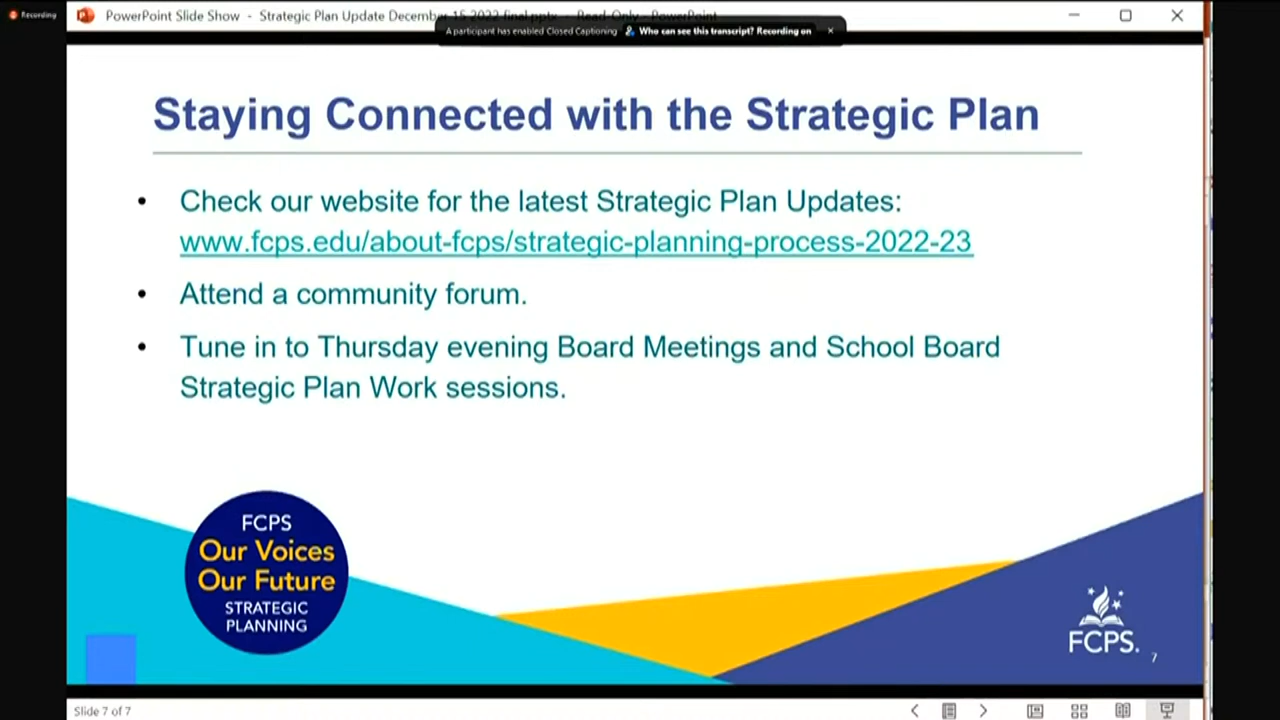 Recording
PowerPoint Slide Show - Strategic Plan Update December 15 2022 final.pptx - Read-Only - PowerPoint
A participant has enabled Closed Captioning Who can see this transcript? Recording on
Staying Connected with the Strategic Plan
• Check our website for the latest Strategic Plan Updates:
www.fcps.edu/about-fcps/strategic-planning-process-2022-23
• Attend a community forum.
• Tune in to Thursday evening Board Meetings and School Board
Strategic Plan Work sessions.
FCPS
Our Voices
Our Future
STRATEGIC
PLANNING
FCPS.
7
Slide 7 of 7